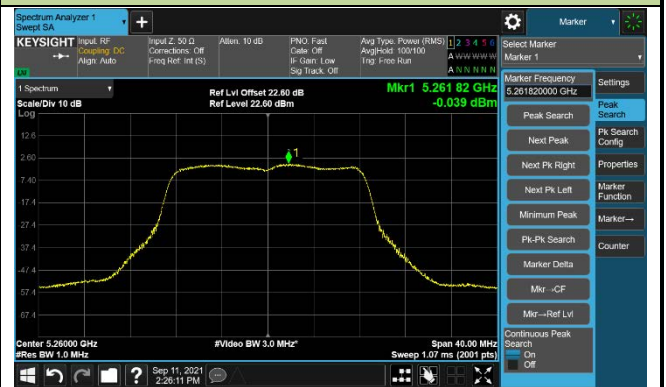 Spectrum Analyzer 1
Swept SA
+
Marker
KEYSIGHT
Input: RF
Coupling: DC
Align: Auto
Input Z: 50 Ω
Corrections: Off
Freq Ref: Int (S)
Atten: 10 dB
PNO: Fast
Gate: Off
IF Gain: Low
Sig Track: Off
Avg Type: Power (RMS)
Avg|Hold: 100/100
Trig: Free Run
1 2 3 4 5 6
A W W W W W
A N N N N N
Select Marker
Marker 1
1 Spectrum
Scale/Div 10 dB
Log
Ref Lvl Offset 22.60 dB
Ref Level 22.60 dBm
Mkr1 5.261 82 GHz
-0.039 dBm
12.6
2.60
-7.40
-17.4
-27.4
-37.4
-47.4
-57.4
-67.4
1
Center 5.26000 GHz
#Res BW 1.0 MHz
#Video BW 3.0 MHz*
Span 40.00 MHz
Sweep 1.07 ms (2001 pts)
Marker Frequency
5.261820000 GHz
Peak Search
Next Peak
Next Pk Right
Next Pk Left
Minimum Peak
Pk-Pk Search
Marker Delta
Mkr→CF
Mkr→Ref Lvl
Continuous Peak
Search
On
Off
Settings
Peak
Search
Pk Search
Config
Properties
Marker
Function
Marker→
Counter
?
Sep 11, 2021
2:26:11 PM